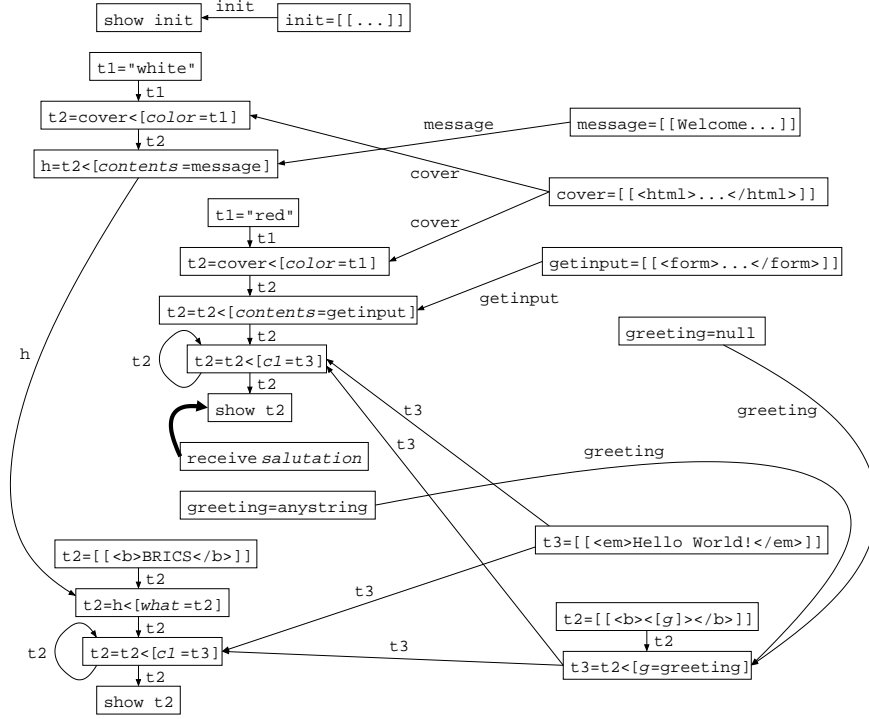 init
show init
init=[[...]]
t1="white"
t1
t2=cover<[color=t1]
message
message=[[Welcome...]]
t2
h=t2<[contents=message]
cover
cover=[[<html>...</html>]]
t1="red"
cover
t1
t2=cover<[color=t1]
getinput=[[<form>...</form>]]
t2
getinput
t2=t2<[contents=getinput]
greeting=null
t2
h
t2
t2=t2<[cl=t3]
t2
show t2
t3
greeting
t3
greeting
receive salutation
greeting=anystring
t2=[[<b>BRICS</b>]]
t3=[[<em>Hello World!</em>]]
t2
t3
t2=h<[what=t2]
t2=[[<b><[g]></b>]]
t2
t2
t2
t3
t2=t2<[cl=t3]
t3=t2<[g=greeting]
t2
show t2